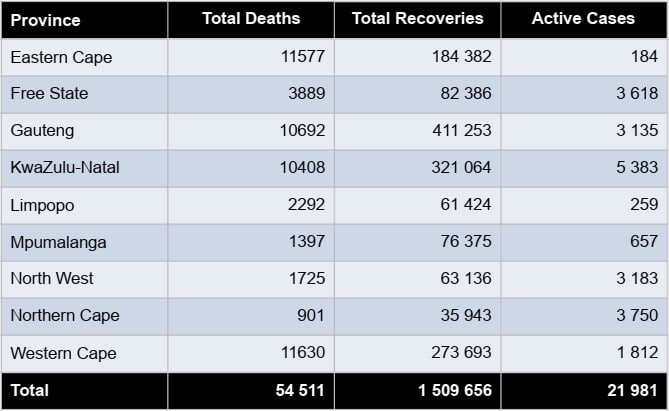 Province Total Deaths Total Recoveries Active Cases
Eastern Cape 11577 184 382 184
Free State 3889 82 386 3 618
Gauteng 10692 411 253 3 135
KwaZulu-Natal 10408 321 064 5 383
Limpopo 2292 61 424 259
Mpumalanga 1397 76 375 657
North West 1725 63 136 3 183
Northern Cape 901 35 943 3 750
Western Cape 11630 273 693 1 812
Total 54 511 1 509 656 21 981